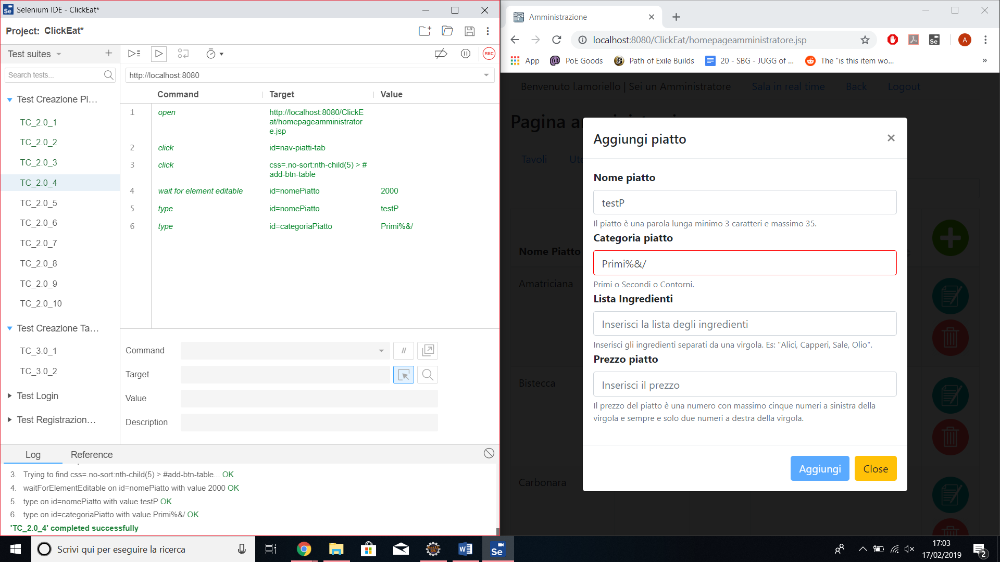 Selenium IDE - ClickEat*
Project: ClickEat*
Test suites
Search tests...
Test Creazione Pi...
TC_2.0_1
TC_2.0_2
TC_2.0_3
TC_2.0_4
TC_2.0_5
TC_2.0_6
TC_2.0_7
TC_2.0_8
TC_2.0_9
TC_2.0_10
Test Creazione Ta...
TC_3.0_1
TC_3.0_2
Test Login
Test Registrazion...
REC
http://localhost:8080
Command Target Value
1 open http://localhost:8080/ClickE
at/homepageamministrator
e.jsp
2 click id=nav-piatti-tab
3 click css=.no-sort:nth-child(5) > #
add-btn-table
4 wait for element editable id=nomePiatto 2000
5 type id=nomePiatto testP
6 type id=categoriaPiatto Primi%&/
Command //
Target
Value
Description
Log Reference
3. Trying to find css=.no-sort:nth-child(5) > #add-btn-table... OK
4. waitForElementEditable on id=nomePiatto with value 2000 OK
5. type on id=nomePiatto with value testP OK
6. type on id=categoriaPiatto with value Primi%&/ OK
'TC_2.0_4' completed successfully
Amministrazione
localhost:8080/ClickEat/homepageamministratore.jsp
Se
A
App PoE Goods Path of Exile Builds 20 - SBG - JUGG of ... The "is this item wo... »
Benvenuto l.amoriello | Sei un Amministratore Sala in real time Back Logout
Pagina
Tavoli
Nome Piatto
Amatriciana
Bistecca
Carbonara
Aggiungi piatto
×
Nome piatto
testP
Il piatto è una parola lunga minimo 3 caratteri e massimo 35.
Categoria piatto
Primi%&/
Primi o Secondi o Contorni.
Lista Ingredienti
Inserisci la lista degli ingredienti
Inserisci gli ingredienti separati da una virgola. Es: "Alici, Capperi, Sale, Olio".
Prezzo piatto
Inserisci il prezzo
Il prezzo del piatto è una numero con massimo cinque numeri a sinistra della
virgola e sempre e solo due numeri a destra della virgola.
Aggiungi Close
Scrivi qui per eseguire la ricerca
Se
17:03
17/02/2019
2